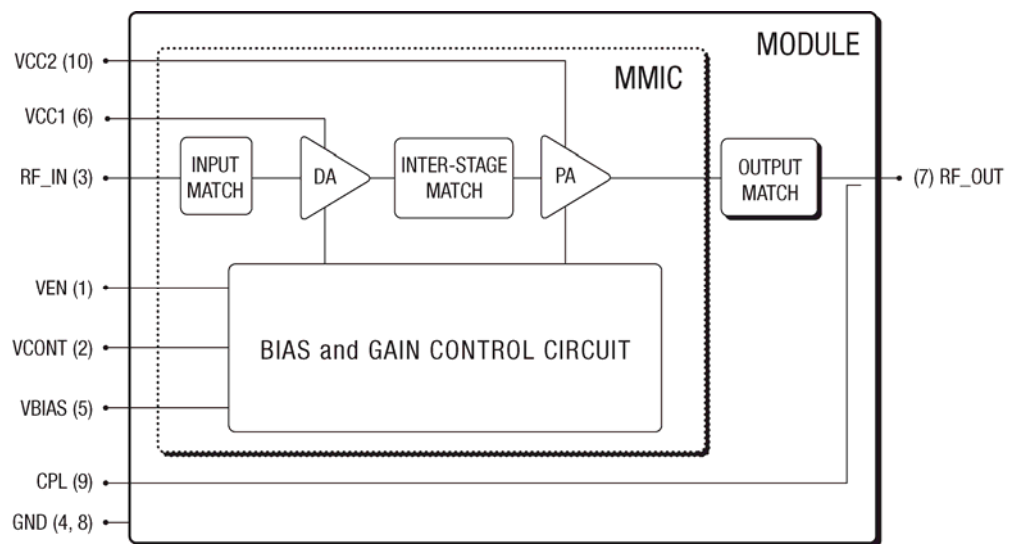 MODULE
MMIC
VCC2 (10)
VCC1 (6)
RF_IN (3)
INPUT
MATCH
DA
INTER-STAGE
MATCH
PA
OUTPUT
MATCH
(7) RF_OUT
VEN (1)
VCONT (2)
BIAS and GAIN CONTROL CIRCUIT
VBIAS (5)
CPL (9)
GND (4, 8)